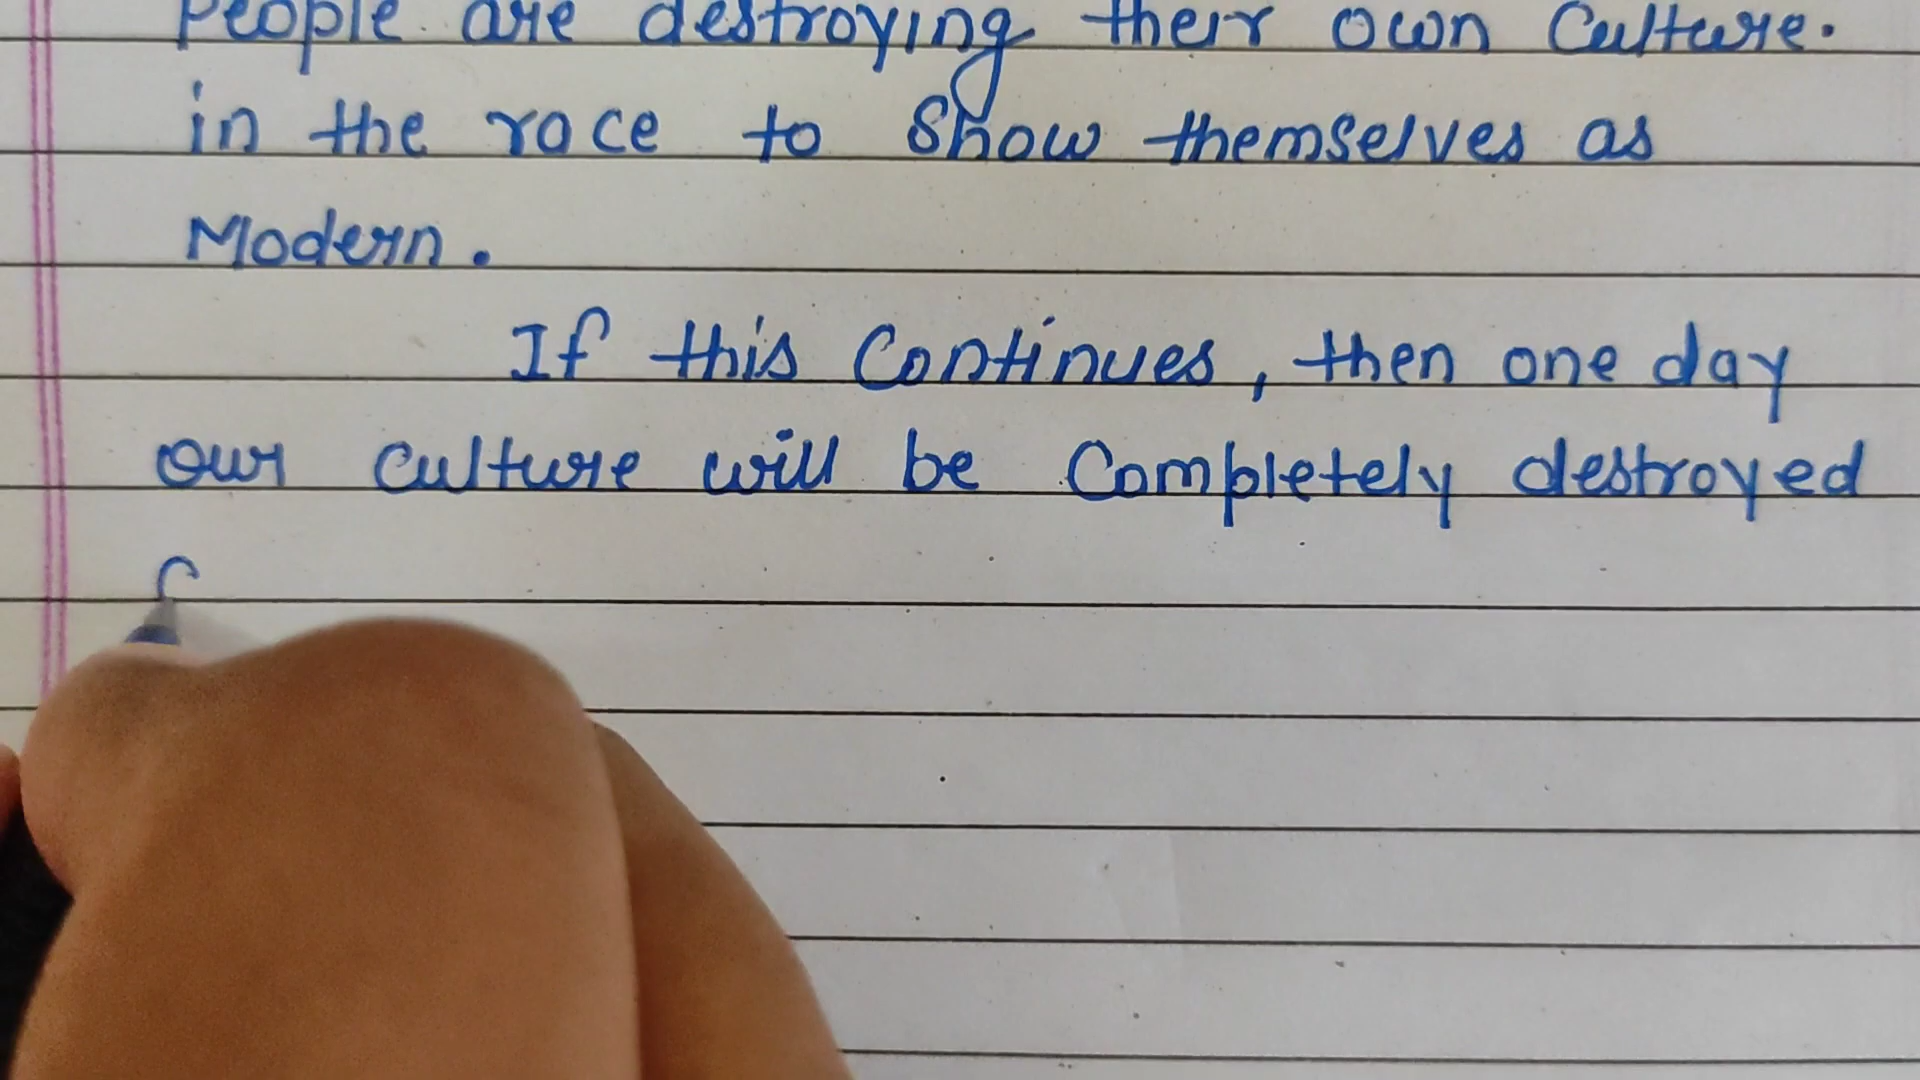 People are destroying their own Culture.
in the race to Show themselves as
Modern.
If this Continues, then one day
our culture will be Completely destroyed